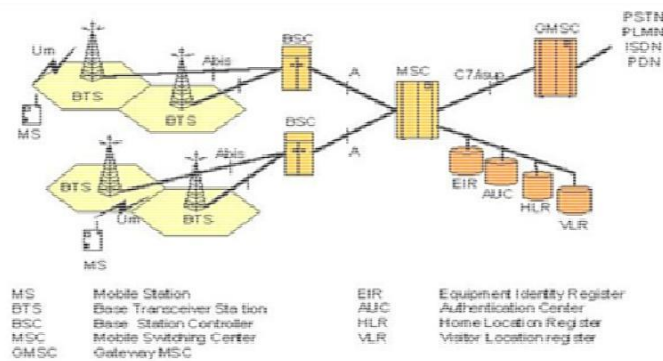 PSTN
PLMN
ISDN
PDN
GMSC
BSC
Um
Abis
MSC
C7/isup
A
BTS
BTS
MS
BSC
Abis
A
EIR
AUC
HLR
VLR
BTS
Um
BTS
MS
MS Mobile Station
BTS Base Transceiver Station
BSC Base Station Controller
MSC Mobile Switching Center
GMSC Gateway MSC
EIR Equipment Identity Register
AUC Authentication Center
HLR Home Location Register
VLR Visitor Location register